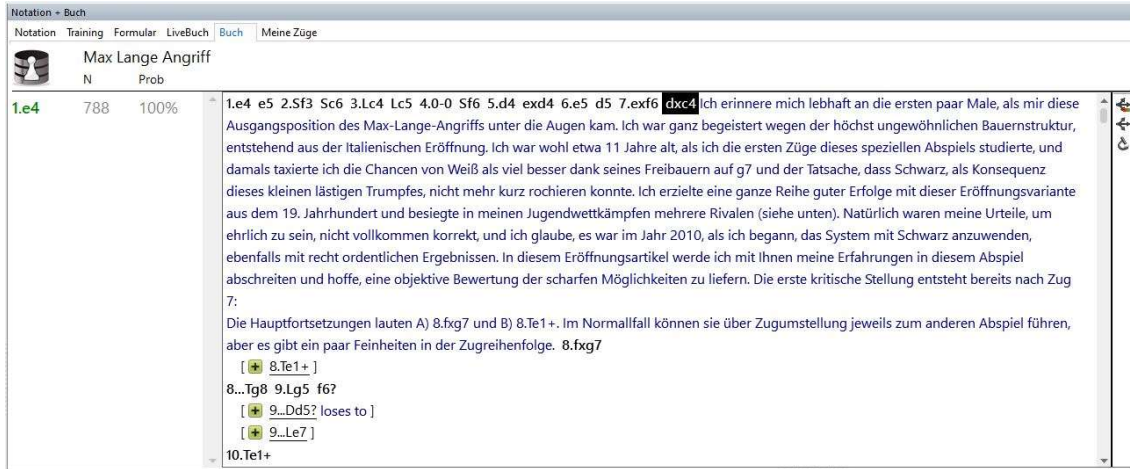 Notation + Buch
Notation Training Formular LiveBuch Buch Meine Züge
Max Lange Angriff
N Prob
1.e4 788 100%
1.e4 e5 2.Sf3 Sc6 3.Lc4 Lc5 4.0-0 Sf6 5.d4 exd4 6.e5 d5 7.exf6 dxc4 Ich erinnere mich lebhaft an die ersten paar Male, als mir diese
Ausgangsposition des Max-Lange-Angriffs unter die Augen kam. Ich war ganz begeistert wegen der höchst ungewöhnlichen Bauernstruktur,
entstehend aus der Italienischen Eröffnung. Ich war wohl etwa 11 Jahre alt, als ich die ersten Züge dieses speziellen Abspiels studierte, und
damals taxierte ich die Chancen von Weiß als viel besser dank seines Freibauern auf g7 und der Tatsache, dass Schwarz, als Konsequenz
dieses kleinen lästigen Trumpfes, nicht mehr kurz rochieren konnte. Ich erzielte eine ganze Reihe guter Erfolge mit dieser Eröffnungsvariante
aus dem 19. Jahrhundert und besiegte in meinen Jugendwettkämpfen mehrere Rivalen (siehe unten). Natürlich waren meine Urteile, um
ehrlich zu sein, nicht vollkommen korrekt, und ich glaube, es war im Jahr 2010, als ich begann, das System mit Schwarz anzuwenden,
ebenfalls mit recht ordentlichen Ergebnissen. In diesem Eröffnungsartikel werde ich mit Ihnen meine Erfahrungen in diesem Abspiel
abschreiten und hoffe, eine objektive Bewertung der scharfen Möglichkeiten zu liefern. Die erste kritische Stellung entsteht bereits nach Zug
7:
Die Hauptfortsetzungen lauten A) 8.fxg7 und B) 8.Te1+. Im Normallfall können sie über Zugumstellung jeweils zum anderen Abspiel führen,
aber es gibt ein paar Feinheiten in der Zugreihenfolge. 8.fxg7
[ + 8.Te1+ ]
8...Tg8 9.Lg5 f6?
[ + 9...Dd5? loses to ]
[ + 9...Le7 ]
10.Te1+